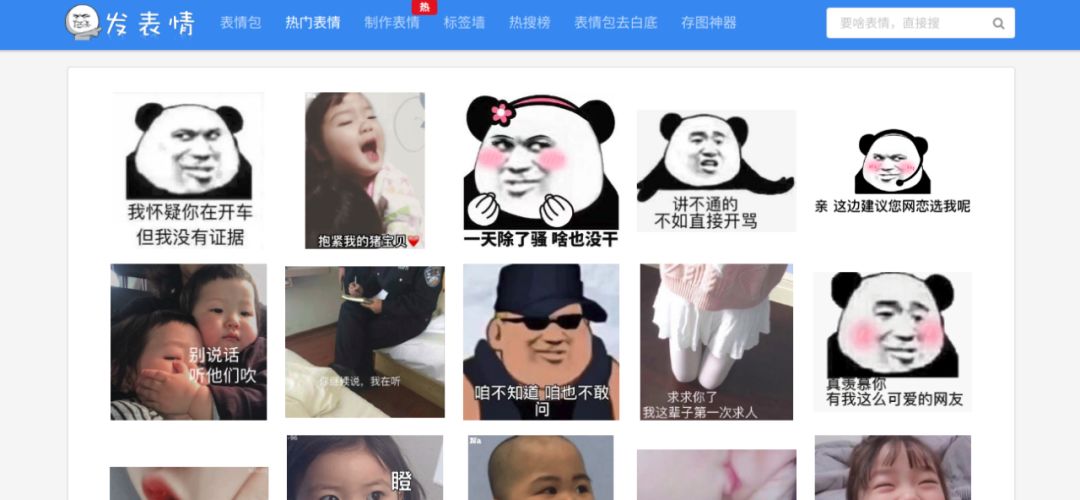 热
发表情
表情包 热门表情 制作表情 标签墙 热搜榜 表情包去白底 存图神器
要啥表情，直接搜
我怀疑你在开车
但我没有证据
抱紧我的猪宝贝❤
一天除了骚 啥也没干
讲不通的
不如直接开骂
亲 这边建议您网恋选我呢
别说话
听他们吹
你继续说，我在听
咱不知道 咱也不敢
问
求求你了
我这辈子第一次求人
真羡慕你
有我这么可爱的网友
瞪
Na